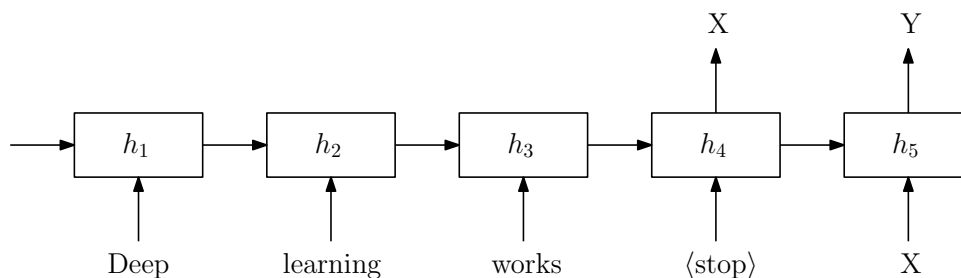 X Y
h₁ h₂ h₃ h₄ h₅
Deep learning works ⟨stop⟩ X